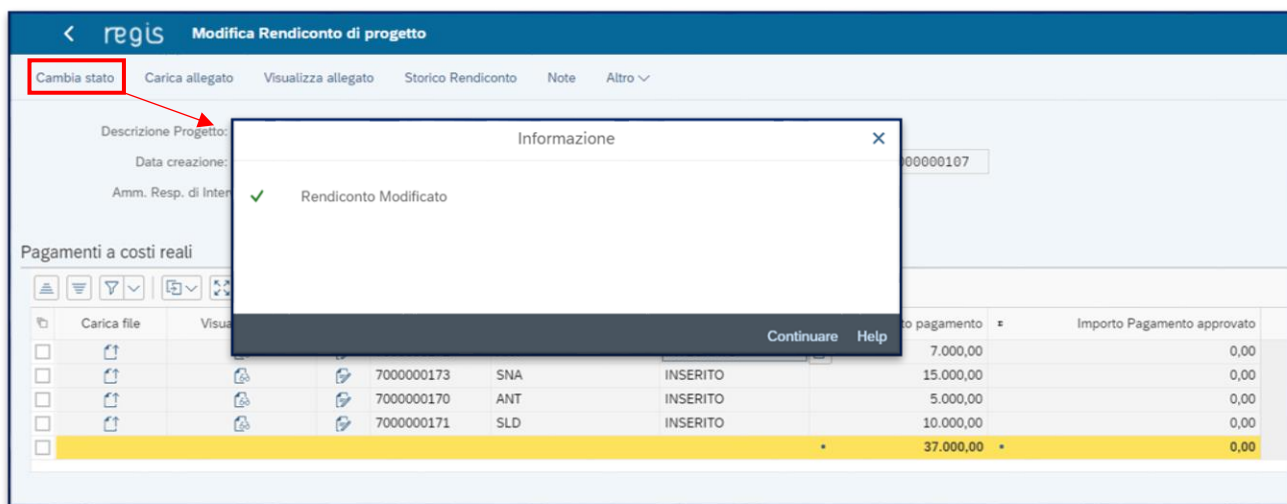 regis Modifica Rendiconto di progetto
Cambia stato Carica allegato Visualizza allegato Storico Rendiconto Note Altro
Descrizione Progetto:
Informazione
Data creazione: 000000107
Amm. Resp. di Inter
Rendiconto Modificato
Pagamenti a costi reali
Continuare Help
Carica file Visua to pagamento Importo Pagamento approvato
7.000,00 0,00
7000000173 SNA INSERITO 15.000,00 0,00
7000000170 ANT INSERITO 5.000,00 0,00
7000000171 SLD INSERITO 10.000,00 0,00
37.000,00 0,00